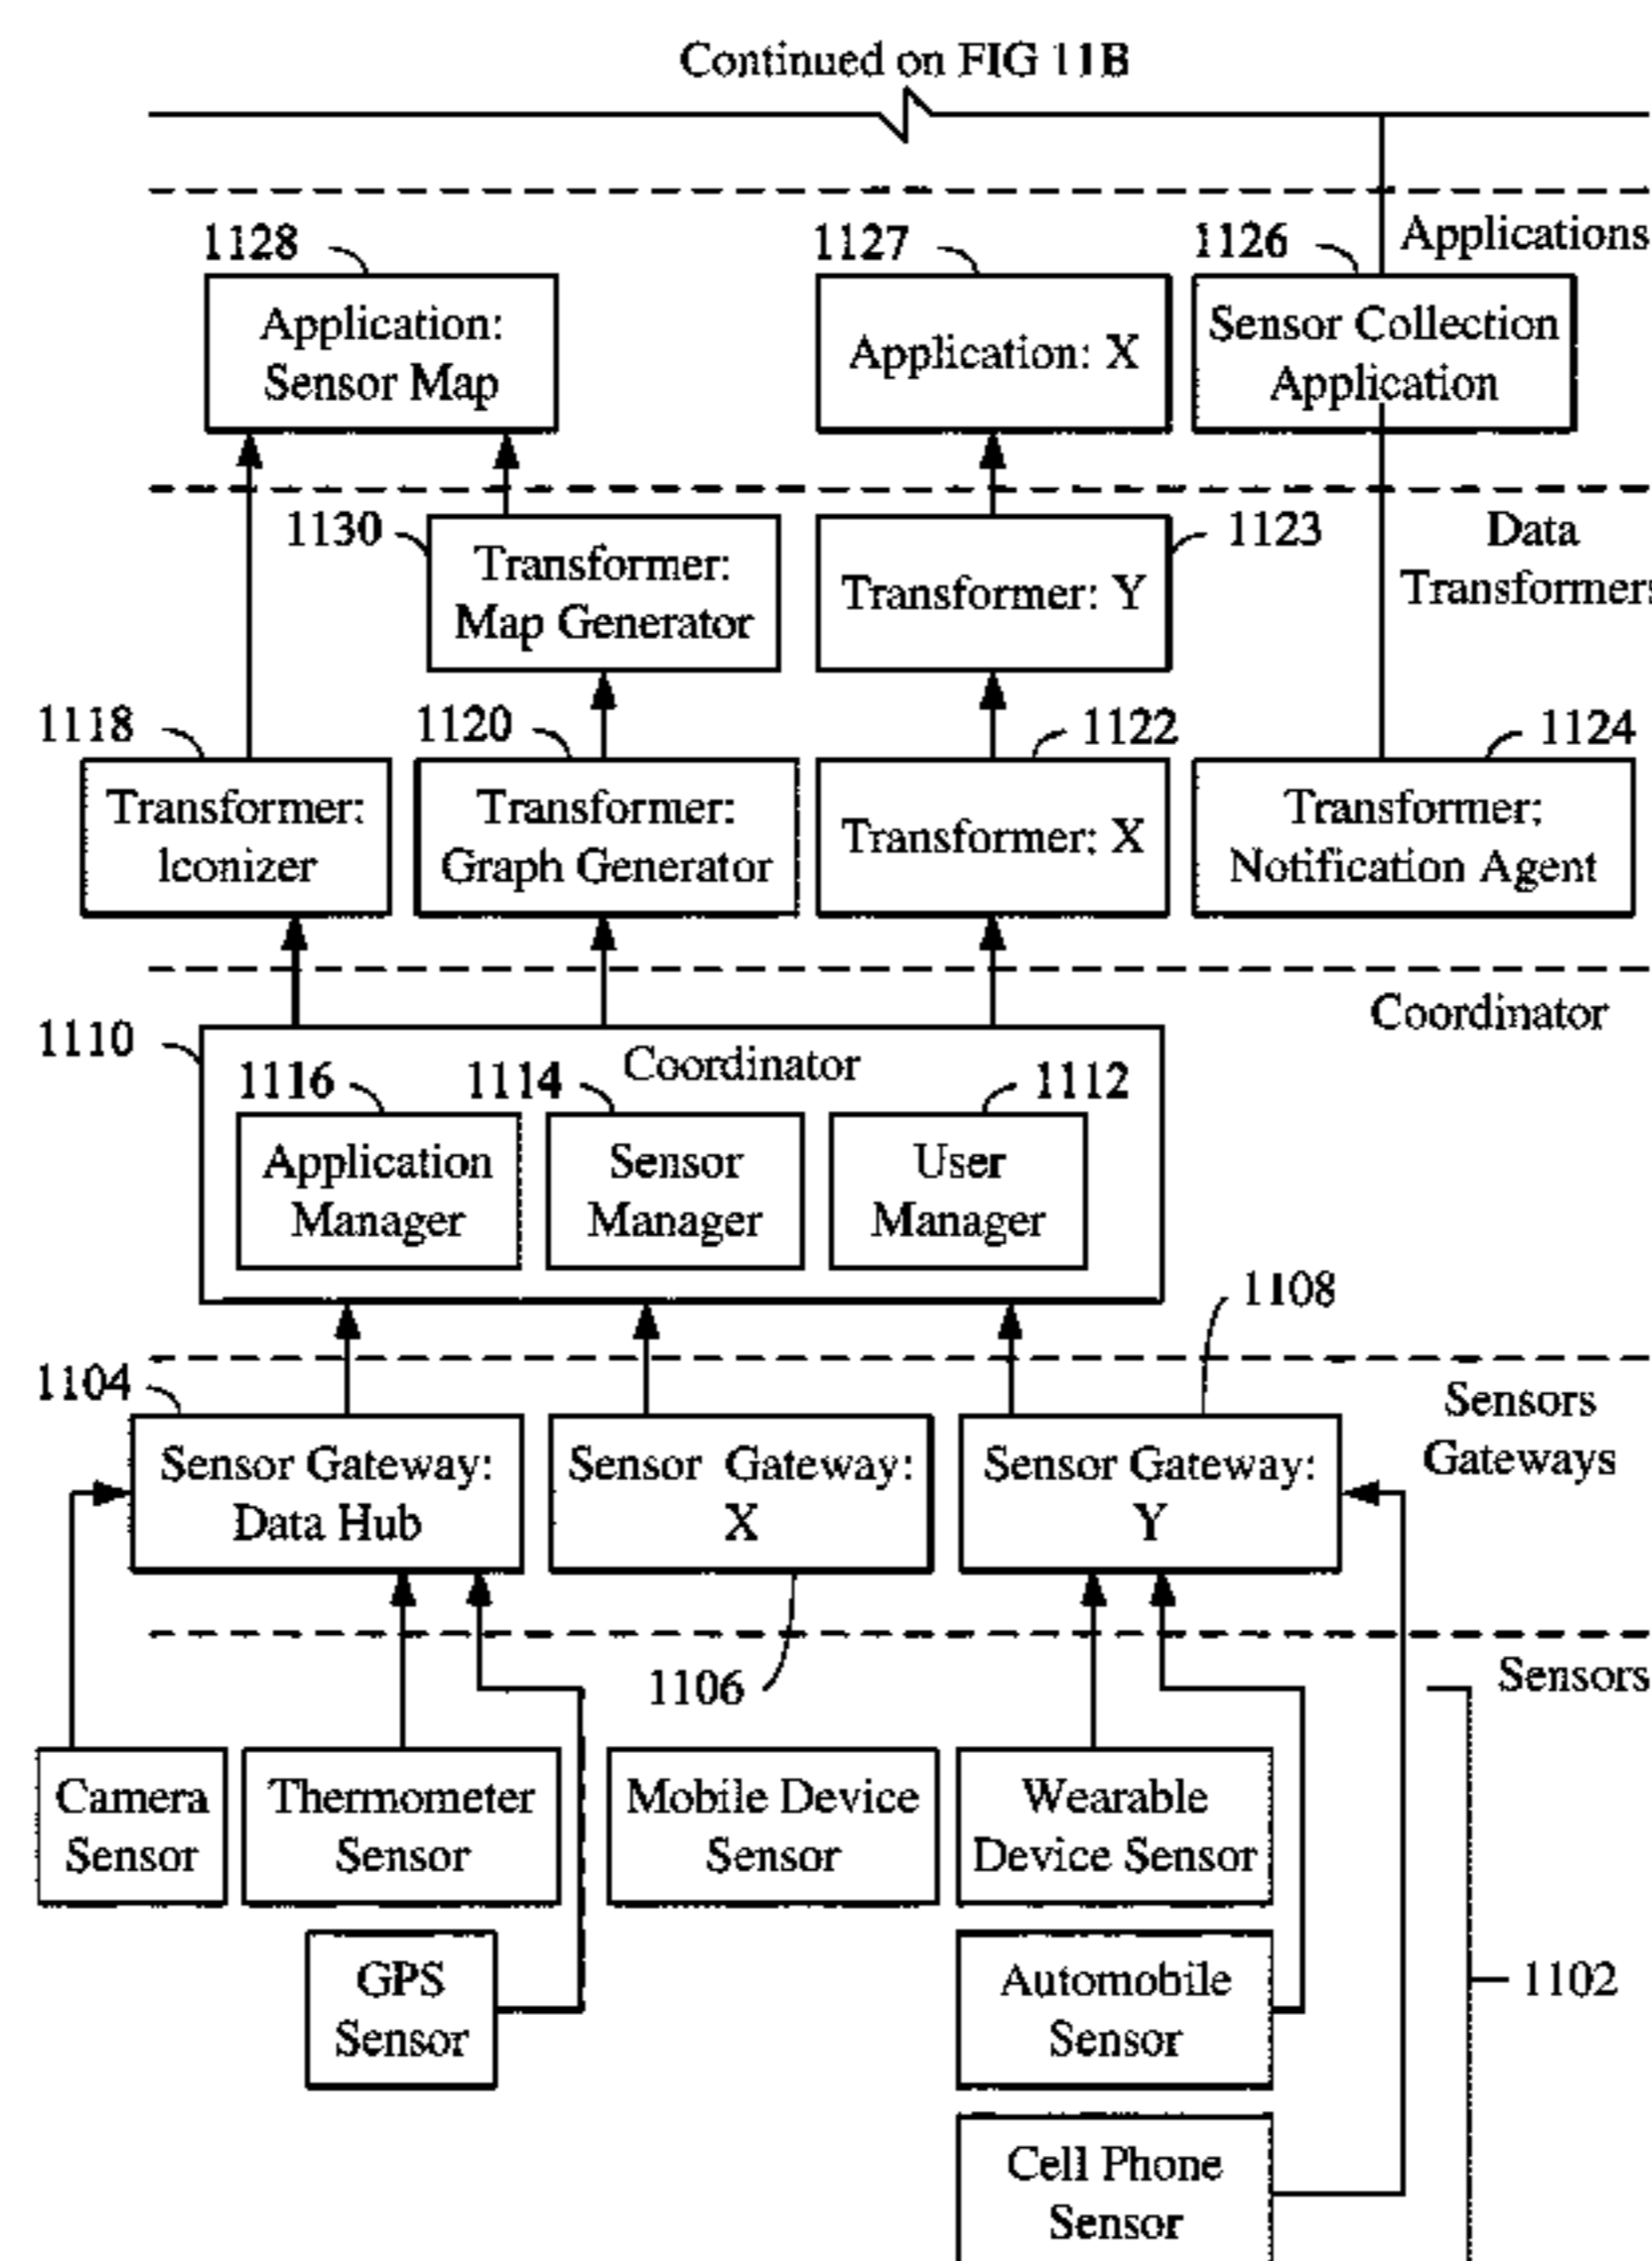 Continued on FIG 11B
Applications
1128
1127
1126
Application:
Sensor Map
Application: X
Sensor Collection
Application
Data
Transformers
1130
1123
Transformer:
Map Generator
Transformer: Y
1118
1120
1122
1124
Transformer:
Iconizer
Transformer:
Graph Generator
Transformer: X
Transformer:
Notification Agent
Coordinator
1110
Coordinator
1116
1114
1112
Application
Manager
Sensor
Manager
User
Manager
1108
1104
Sensors
Gateways
Sensor Gateway:
Data Hub
Sensor Gateway:
X
Sensor Gateway:
Y
1106
Sensors
Camera
Sensor
Thermometer
Sensor
Mobile Device
Sensor
Wearable
Device Sensor
GPS
Sensor
Automobile
Sensor
1102
Cell Phone
Sensor